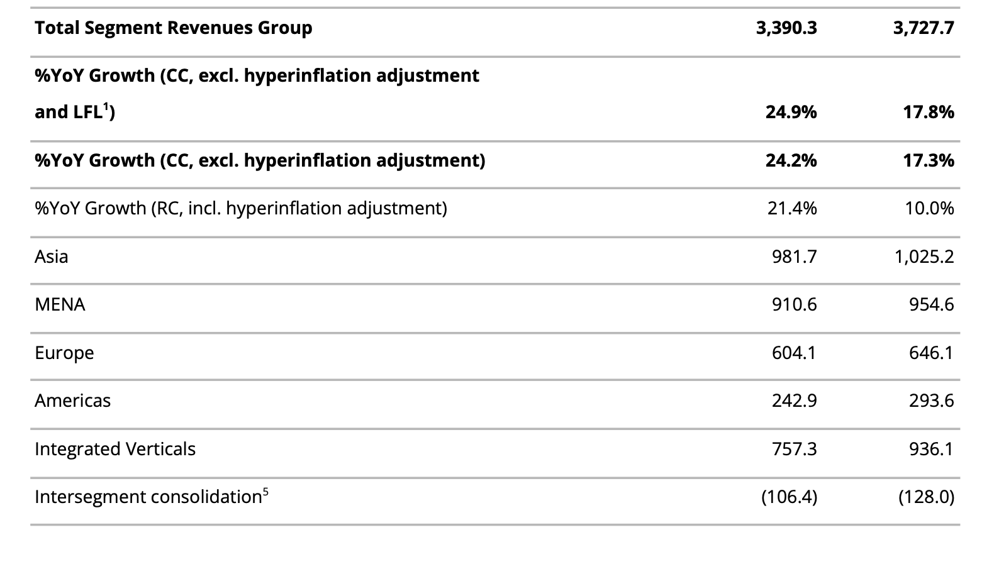 Total Segment Revenues Group 3,390.3 3,727.7
%YoY Growth (CC, excl. hyperinflation adjustment
and LFL¹) 24.9% 17.8%
%YoY Growth (CC, excl. hyperinflation adjustment) 24.2% 17.3%
%YoY Growth (RC, incl. hyperinflation adjustment) 21.4% 10.0%
Asia 981.7 1,025.2
MENA 910.6 954.6
Europe 604.1 646.1
Americas 242.9 293.6
Integrated Verticals 757.3 936.1
Intersegment consolidation⁵ (106.4) (128.0)